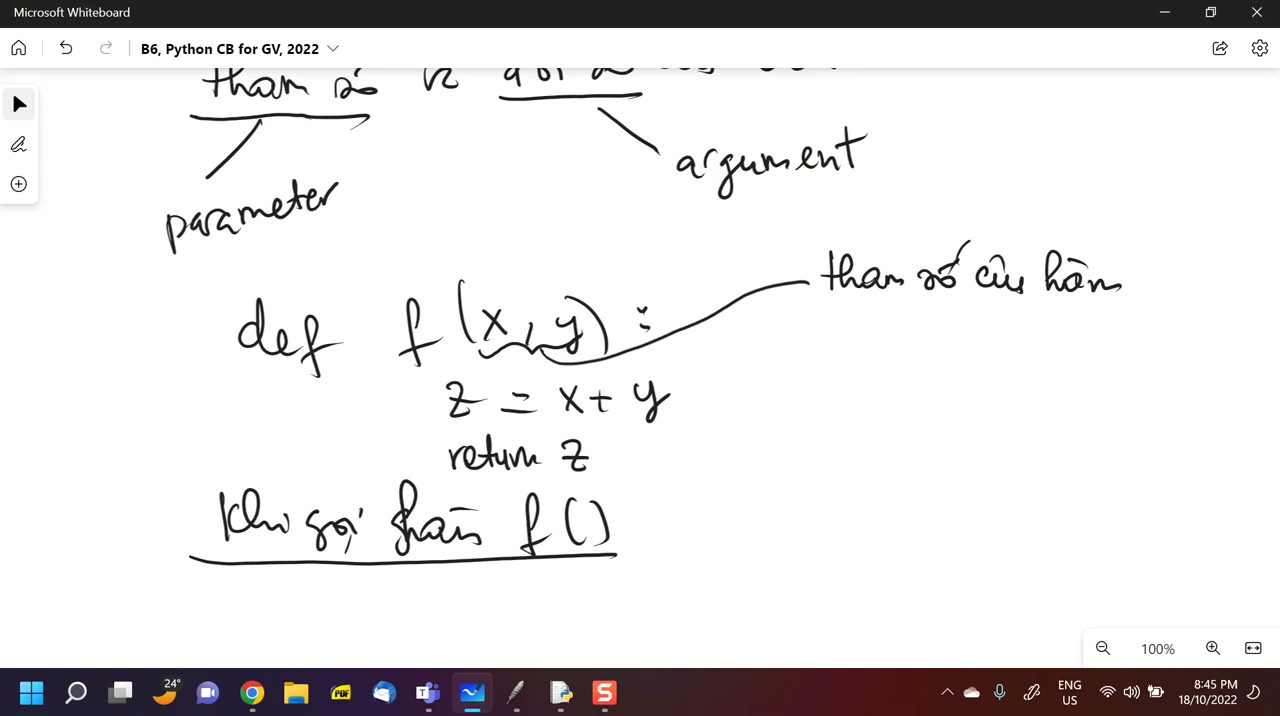 Microsoft Whiteboard
B6, Python CB for GV, 2022
tham số
argument
parameter
tham số của hàm
def f(x, y):
z = x + y
return z
Khi gọi hàm f()
100%
24°
PDF
S
ENG
US
8:45 PM
18/10/2022